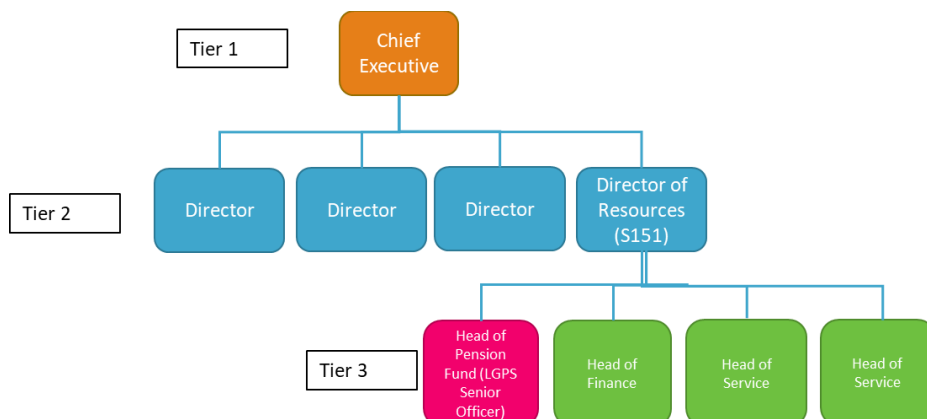 Tier 1
Chief
Executive
Tier 2
Director
Director
Director
Director of
Resources
(S151)
Tier 3
Head of
Pension
Fund (LGPS
Senior
Officer)
Head of
Finance
Head of
Service
Head of
Service